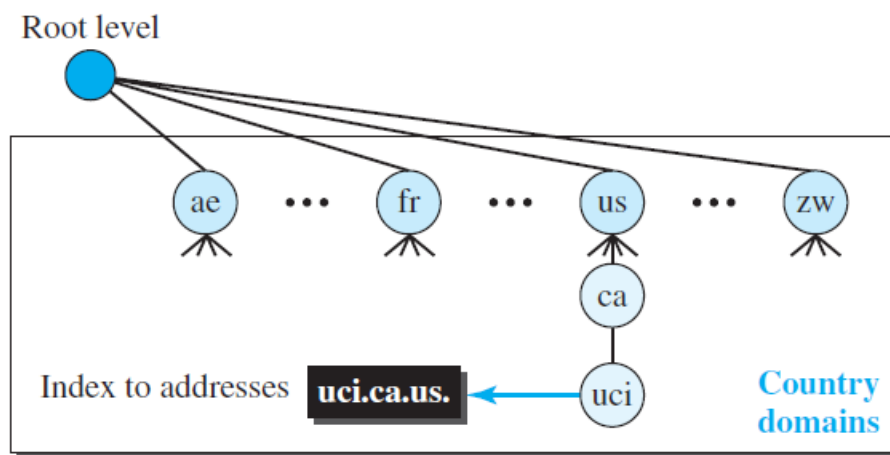 Root level
ae ••• fr ••• us ••• zw
ca
Index to addresses uci.ca.us. uci
Country
domains